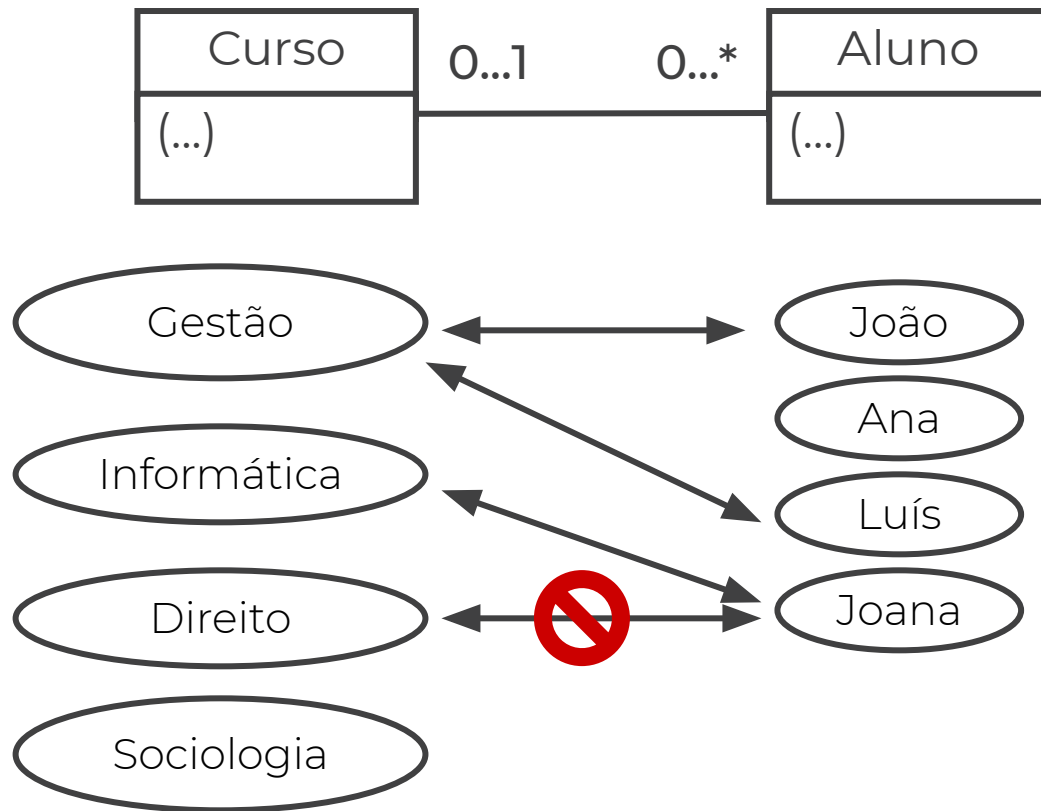 Curso
0...1
0...*
Aluno
(...)
(...)
Gestão
João
Ana
Informática
Luís
Direito
Joana
Sociologia